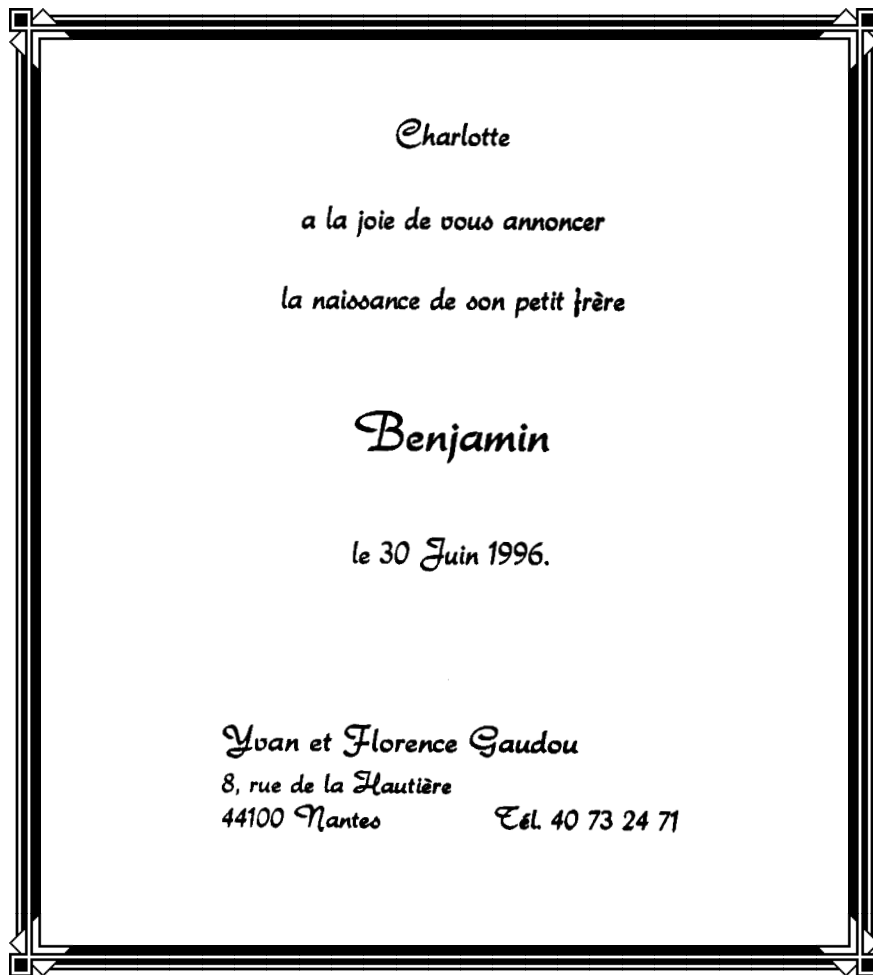 Charlotte
a la joie de vous annoncer
la naissance de son petit frère
Benjamin
le 30 Juin 1996.
Yvan et Florence Gaudou
8, rue de la Hautière
44100 Nantes Tél. 40 73 24 71